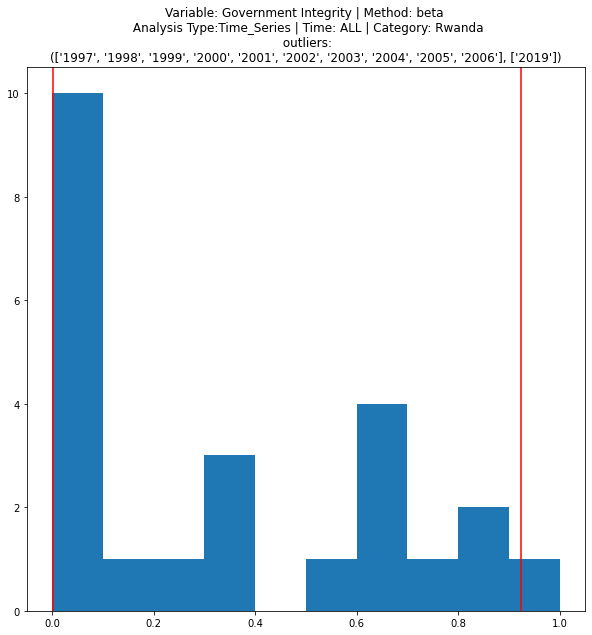 Variable: Government Integrity | Method: beta
Analysis Type:Time_Series | Time: ALL | Category: Rwanda
outliers:
(['1997', '1998', '1999', '2000', '2001', '2002', '2003', '2004', '2005', '2006'], ['2019'])
10
8
6
4
2
0
0.0 0.2 0.4 0.6 0.8 1.0